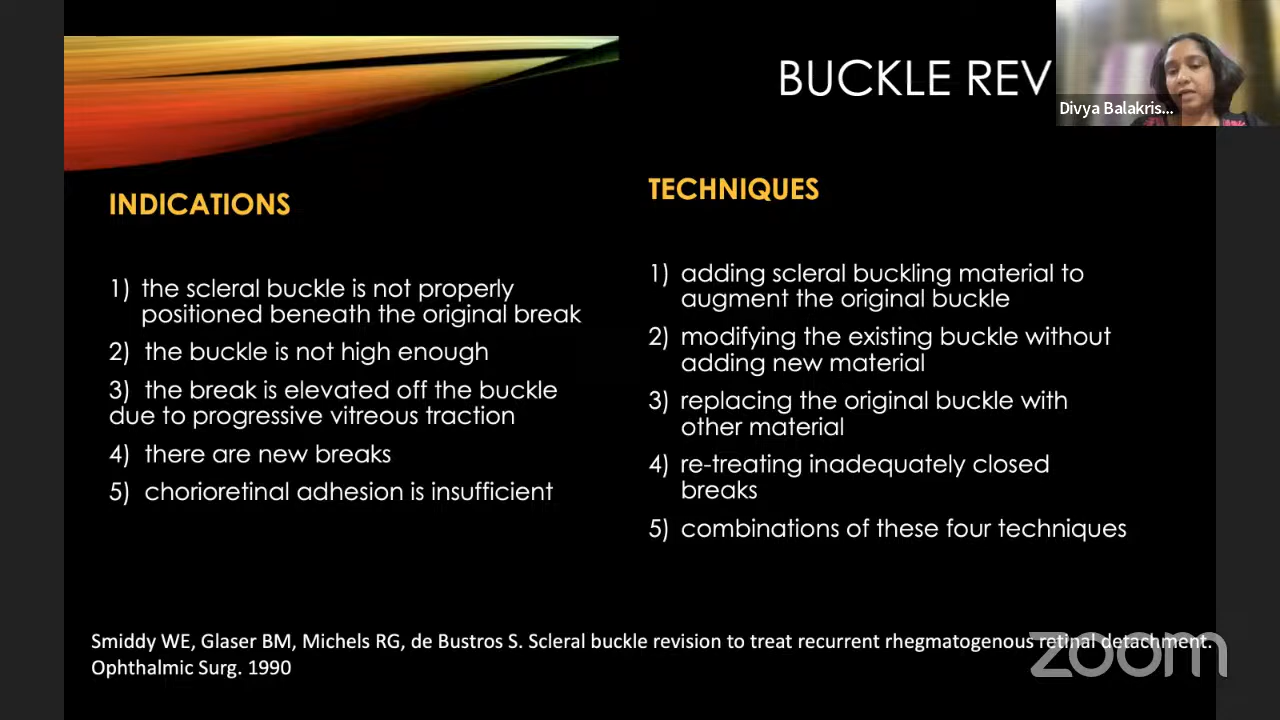 BUCKLE REV
Divya Balakris...
INDICATIONS
1) the scleral buckle is not properly
positioned beneath the original break
2) the buckle is not high enough
3) the break is elevated off the buckle
due to progressive vitreous traction
4) there are new breaks
5) chorioretinal adhesion is insufficient
TECHNIQUES
1) adding scleral buckling material to
augment the original buckle
2) modifying the existing buckle without
adding new material
3) replacing the original buckle with
other material
4) re-treating inadequately closed
breaks
5) combinations of these four techniques
Smiddy WE, Glaser BM, Michels RG, de Bustros S. Scleral buckle revision to treat recurrent rhegmatogenous retinal detachment.
Ophthalmic Surg. 1990
zoom